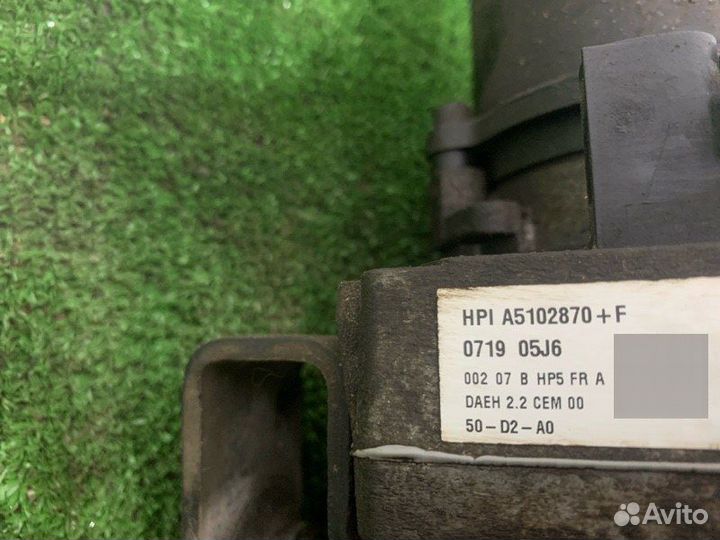 HPI A5102870+F
0719 05J6
002 07 B HP5 FR A
DAEH 2.2 CEM 00
50-D2-A0
Avito